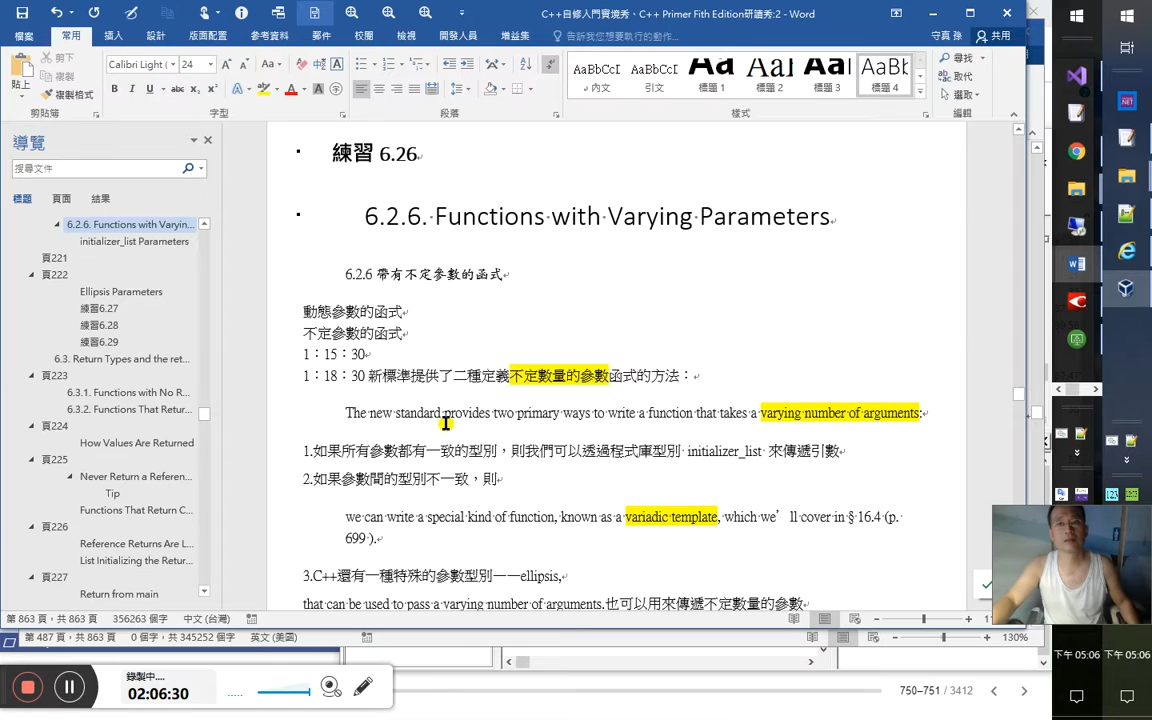 C++自修入門實境秀、C++ Primer Fith Edition研讀秀:2 - Word
檔案 常用 插入 設計 版面配置 參考資料 郵件 校閱 檢視 開發人員 增益集 告訴我您想要執行的動作... 守真 孫 共用
貼上 剪下 複製 複製格式
Calibri Light ( 24
AaBbCcI AaBbCcD Aa Aa Aa AaBb
內文 引文 標題 1 標題 2 標題 3 標題 4
尋找 取代 選取
剪貼簿 字型 段落 樣式 編輯
導覽
搜尋文件
標題 頁面 結果
6.2.6. Functions with Varyin...
initializer_list Parameters
頁221
頁222
Ellipsis Parameters
練習6.27
練習6.28
練習6.29
6.3. Return Types and the ret...
頁223
6.3.1. Functions with No R...
6.3.2. Functions That Retur...
頁224
How Values Are Returned
頁225
Never Return a Referen...
Tip
Functions That Return C...
頁226
Reference Returns Are L...
List Initializing the Retur...
頁227
Return from main
練習 6.26
6.2.6. Functions with Varying Parameters
6.2.6 帶有不定參數的函式
動態參數的函式
不定參數的函式
1：15：30
1：18：30 新標準提供了二種定義不定數量的參數函式的方法：
The new standard provides two primary ways to write a function that takes a varying number of arguments:
1.如果所有參數都有一致的型別，則我們可以透過程式庫型別 initializer_list 來傳遞引數
2.如果參數間的型別不一致，則
we can write a special kind of function, known as a variadic template, which we’ll cover in § 16.4 (p.
699 ).
3.C++還有一種特殊的參數型別——ellipsis,
that can be used to pass a varying number of arguments.也可以用來傳遞不定數量的參數
第 863 頁，共 863 頁 356263 個字 中文 (台灣)
第 487 頁，共 863 頁 0 個字，共 345252 個字 英文 (美國) 130%
錄製中...
02:06:30
750–751 / 3412
下午 05:06 下午 05:06